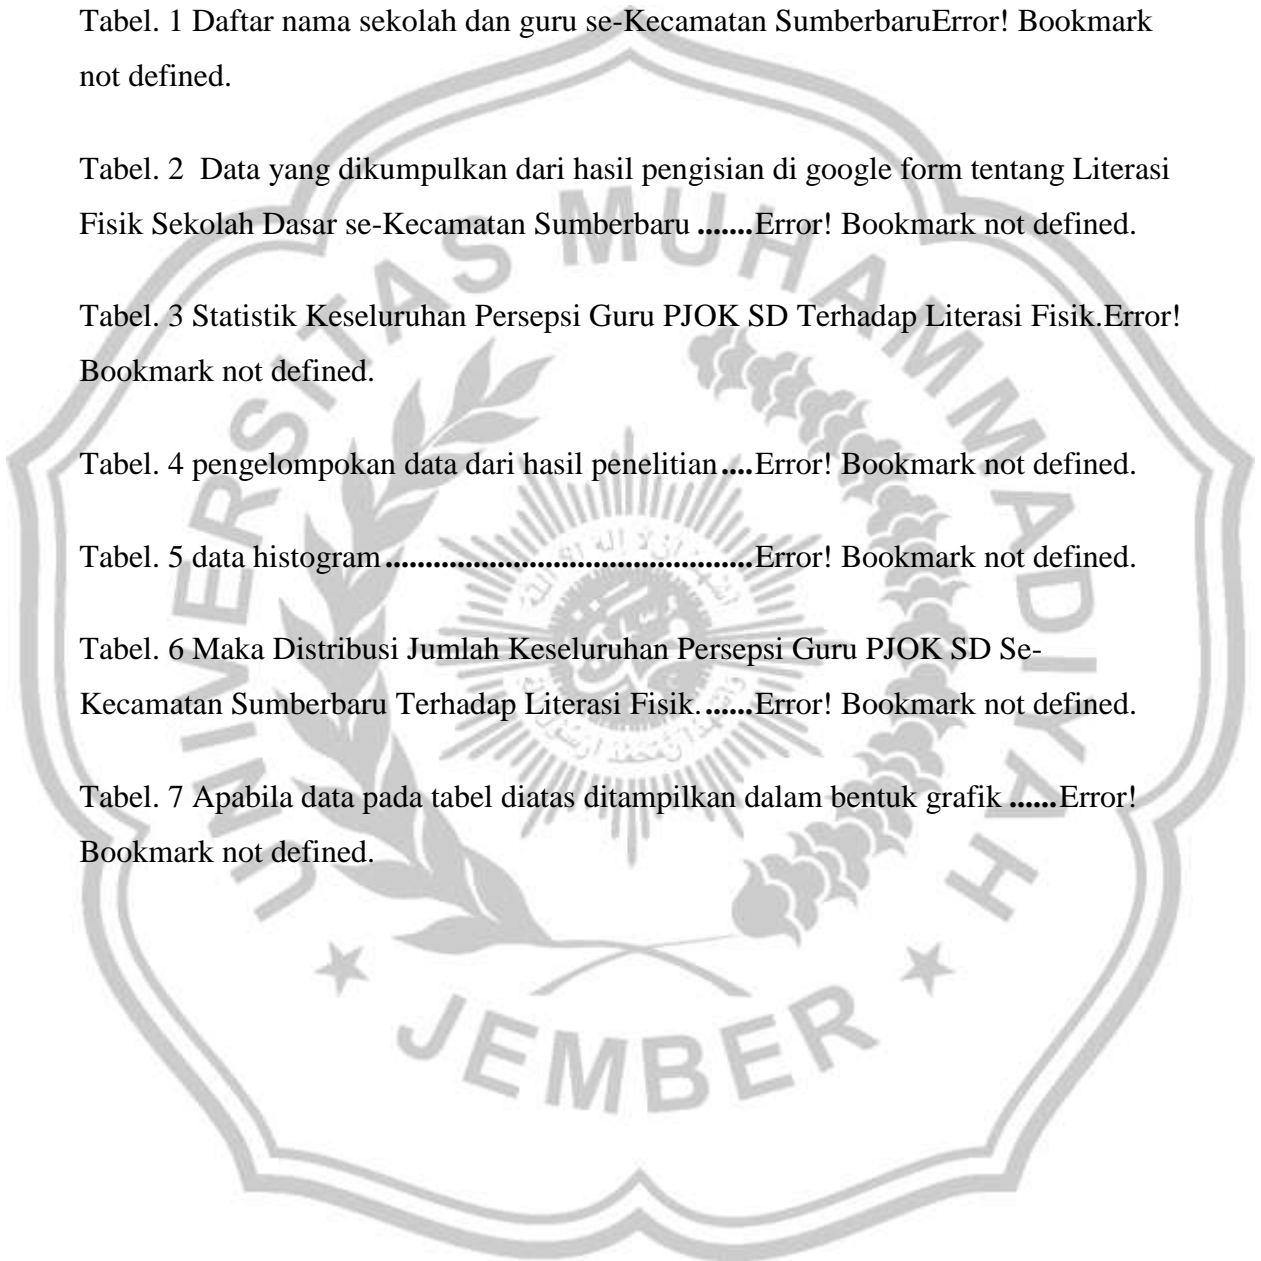 Tabel. 1 Daftar nama sekolah dan guru se-Kecamatan SumberbaruError! Bookmark
not defined.
Tabel. 2  Data yang dikumpulkan dari hasil pengisian di google form tentang Literasi
Fisik Sekolah Dasar se-Kecamatan Sumberbaru .......Error! Bookmark not defined.
Tabel. 3 Statistik Keseluruhan Persepsi Guru PJOK SD Terhadap Literasi Fisik.Error!
Bookmark not defined.
Tabel. 4 pengelompokan data dari hasil penelitian ....Error! Bookmark not defined.
Tabel. 5 data histogram ..............................................Error! Bookmark not defined.
Tabel. 6 Maka Distribusi Jumlah Keseluruhan Persepsi Guru PJOK SD Se-
Kecamatan Sumberbaru Terhadap Literasi Fisik. ......Error! Bookmark not defined.
Tabel. 7 Apabila data pada tabel diatas ditampilkan dalam bentuk grafik ......Error!
Bookmark not defined.
UNIVERSITAS MUHAMMADIYAH
JEMBER